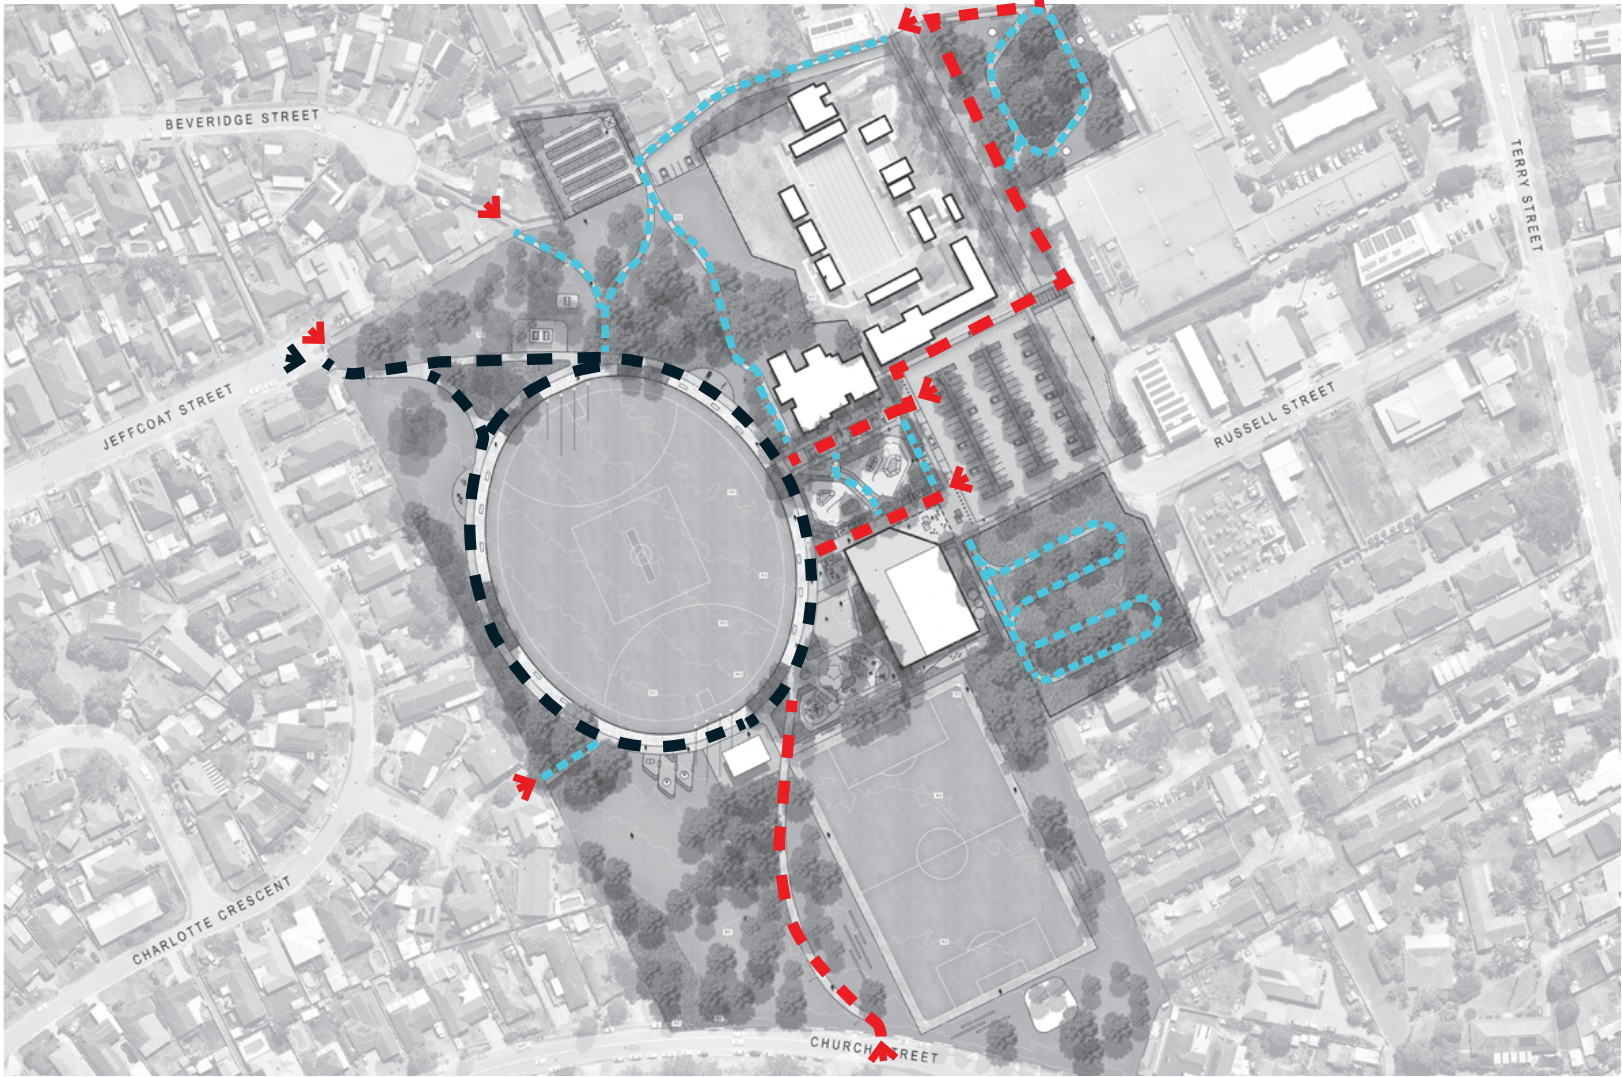 BEVERIDGE STREET
TERRY STREET
JEFFCOAT STREET
RUSSELL STREET
CHARLOTTE CRESCENT
CHURCH STREET